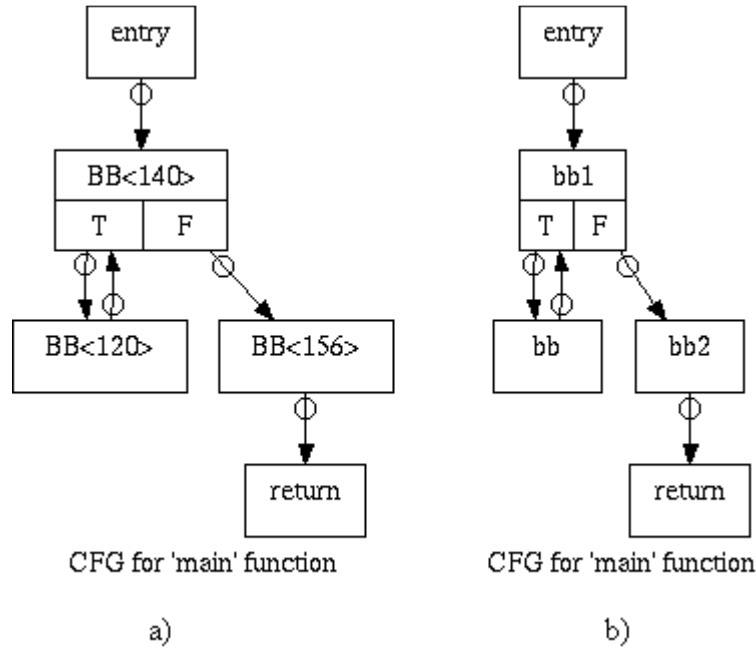 entry
BB<140>
T F
BB<120>
BB<156>
return
CFG for 'main' function
a)
entry
bb1
T F
bb
bb2
return
CFG for 'main' function
b)